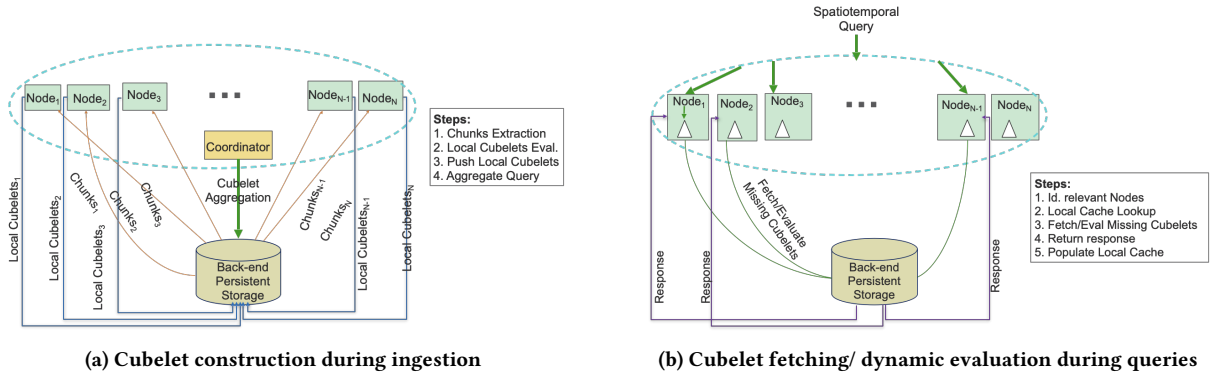 Node1
Node2
Node3
NodeN-1
NodeN
Coordinator
Cubelet
Aggregation
Local Cubelets1
Local Cubelets2
Local Cubelets3
Chunks1
Chunks2
Chunks3
ChunksN-1
ChunksN
Local CubeletsN-1
Local CubeletsN
Back-end
Persistent
Storage
Steps:
1. Chunks Extraction
2. Local Cubelets Eval.
3. Push Local Cubelets
4. Aggregate Query
(a) Cubelet construction during ingestion
Spatiotemporal
Query
Node1
Node2
Node3
NodeN-1
NodeN
Fetch/Evaluate
Missing Cubelets
Response
Response
Response
Back-end
Persistent
Storage
Steps:
1. Id. relevant Nodes
2. Local Cache Lookup
3. Fetch/Eval Missing Cubelets
4. Return response
5. Populate Local Cache
(b) Cubelet fetching/ dynamic evaluation during queries